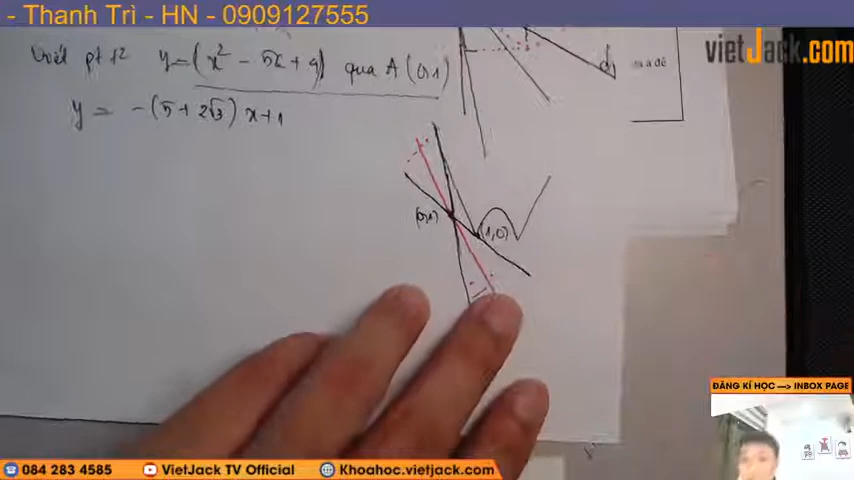 - Thanh Trì - HN - 0909127555
vietJack.com
Viết pt t² y = (x² - 5x + 4) qua A (0,1)
y = -(5 + 2√3) x + 1
(0,1)
(1,0)
ĐĂNG KÍ HỌC --> INBOX PAGE
084 283 4585 VietJack TV Official Khoahoc.vietjack.com